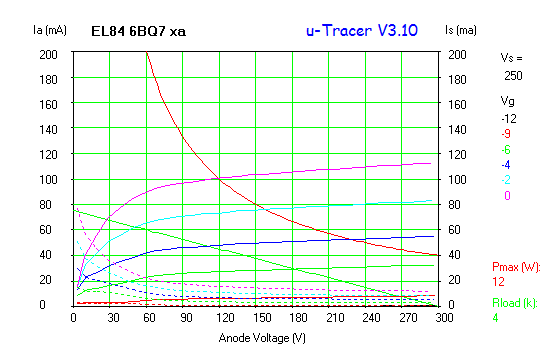 Ia (mA) EL84 6BQ7 xa u-Tracer V3.10 Is (ma)
200 200
180 180
160 160
140 140
120 120
100 100
80 80
60 60
40 40
20 20
0 0
0 30 60 90 120 150 180 210 240 270 300
Anode Voltage (V)
Vs =
250
Vg
-12
-9
-6
-4
-2
0
Pmax (W):
12
Rload (k):
4